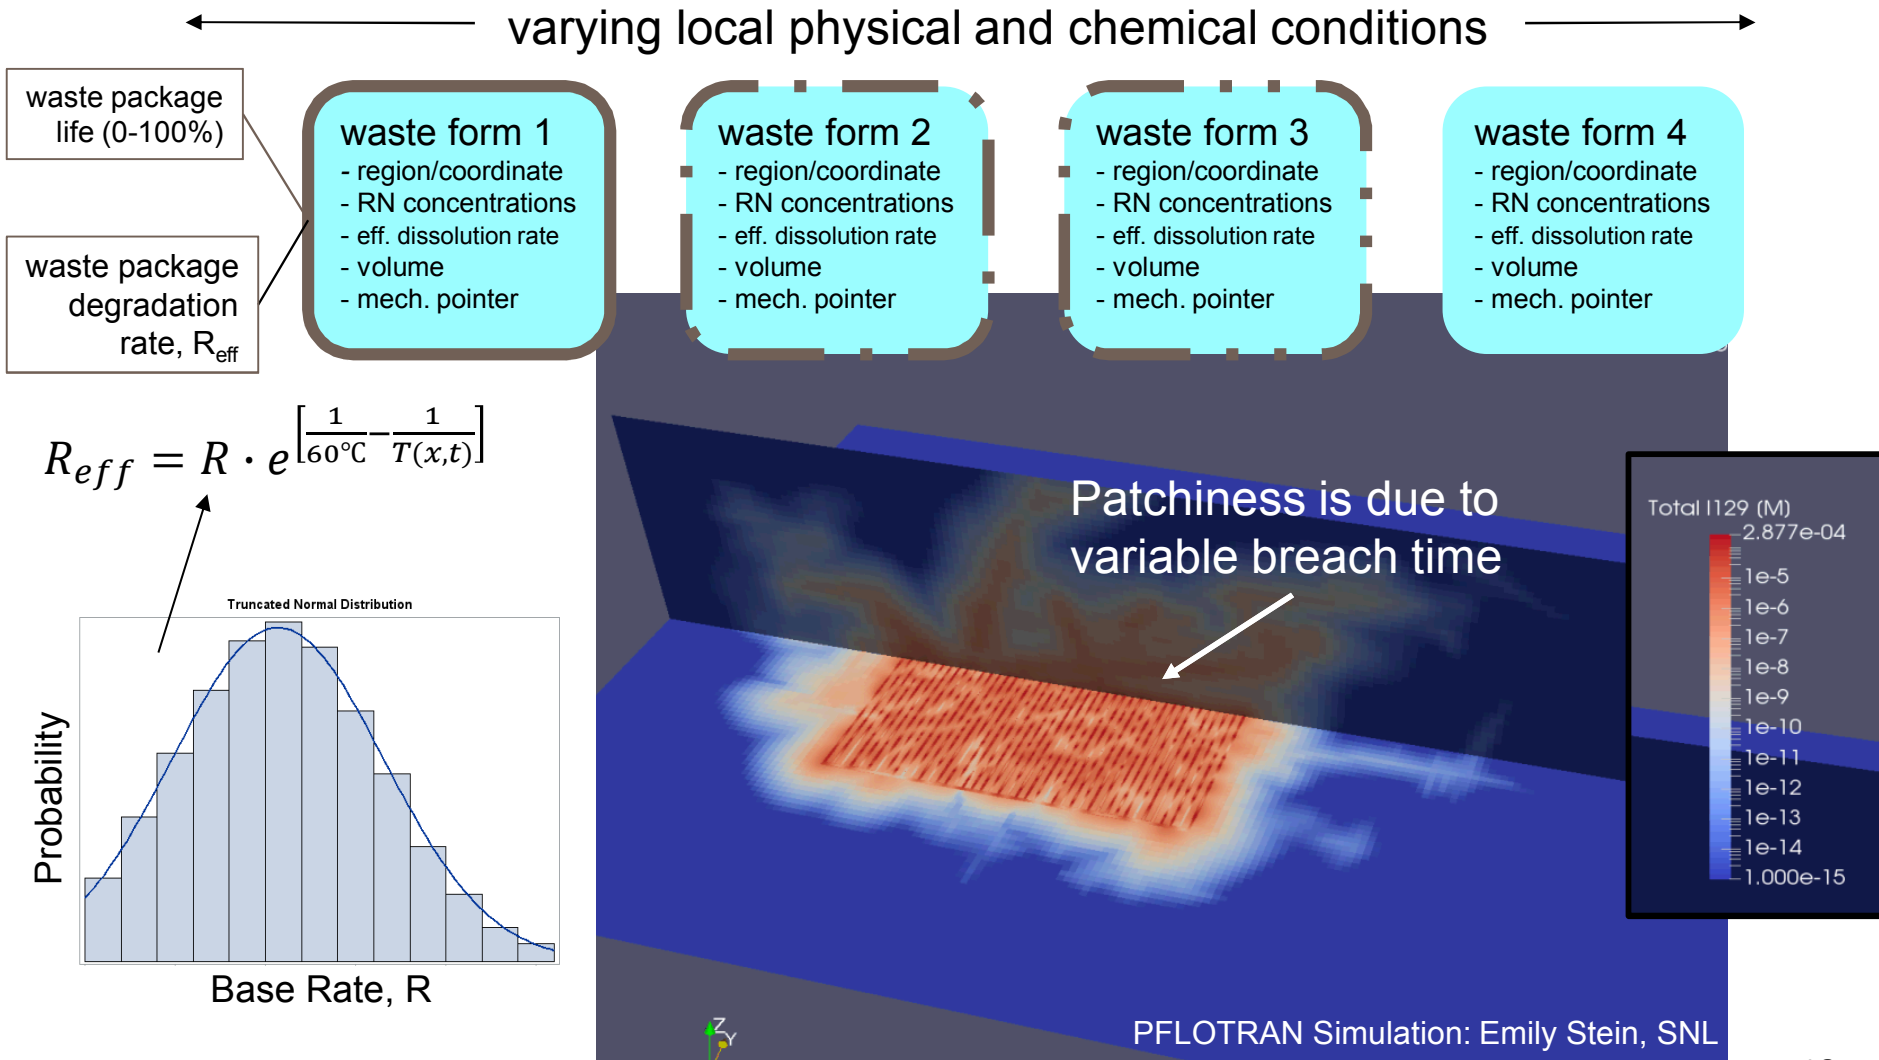 varying local physical and chemical conditions
waste package
life (0-100%)
waste package
degradation
rate, R_eff
waste form 1
- region/coordinate
- RN concentrations
- eff. dissolution rate
- volume
- mech. pointer
waste form 2
- region/coordinate
- RN concentrations
- eff. dissolution rate
- volume
- mech. pointer
waste form 3
- region/coordinate
- RN concentrations
- eff. dissolution rate
- volume
- mech. pointer
waste form 4
- region/coordinate
- RN concentrations
- eff. dissolution rate
- volume
- mech. pointer
R_eff = R · e^[1/60℃ − 1/T(x,t)]
Truncated Normal Distribution
Probability
Base Rate, R
Patchiness is due to
variable breach time
Total I129 (M)
2.877e-04
1e-5
1e-6
1e-7
1e-8
1e-9
1e-10
1e-11
1e-12
1e-13
1e-14
1.000e-15
Z
Y
PFLOTRAN Simulation: Emily Stein, SNL